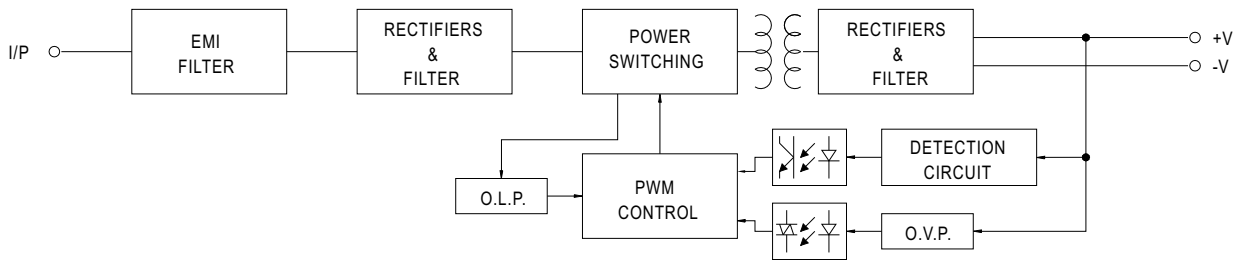 I/P
EMI
FILTER
RECTIFIERS
&
FILTER
POWER
SWITCHING
RECTIFIERS
&
FILTER
+V
-V
O.L.P.
PWM
CONTROL
DETECTION
CIRCUIT
O.V.P.